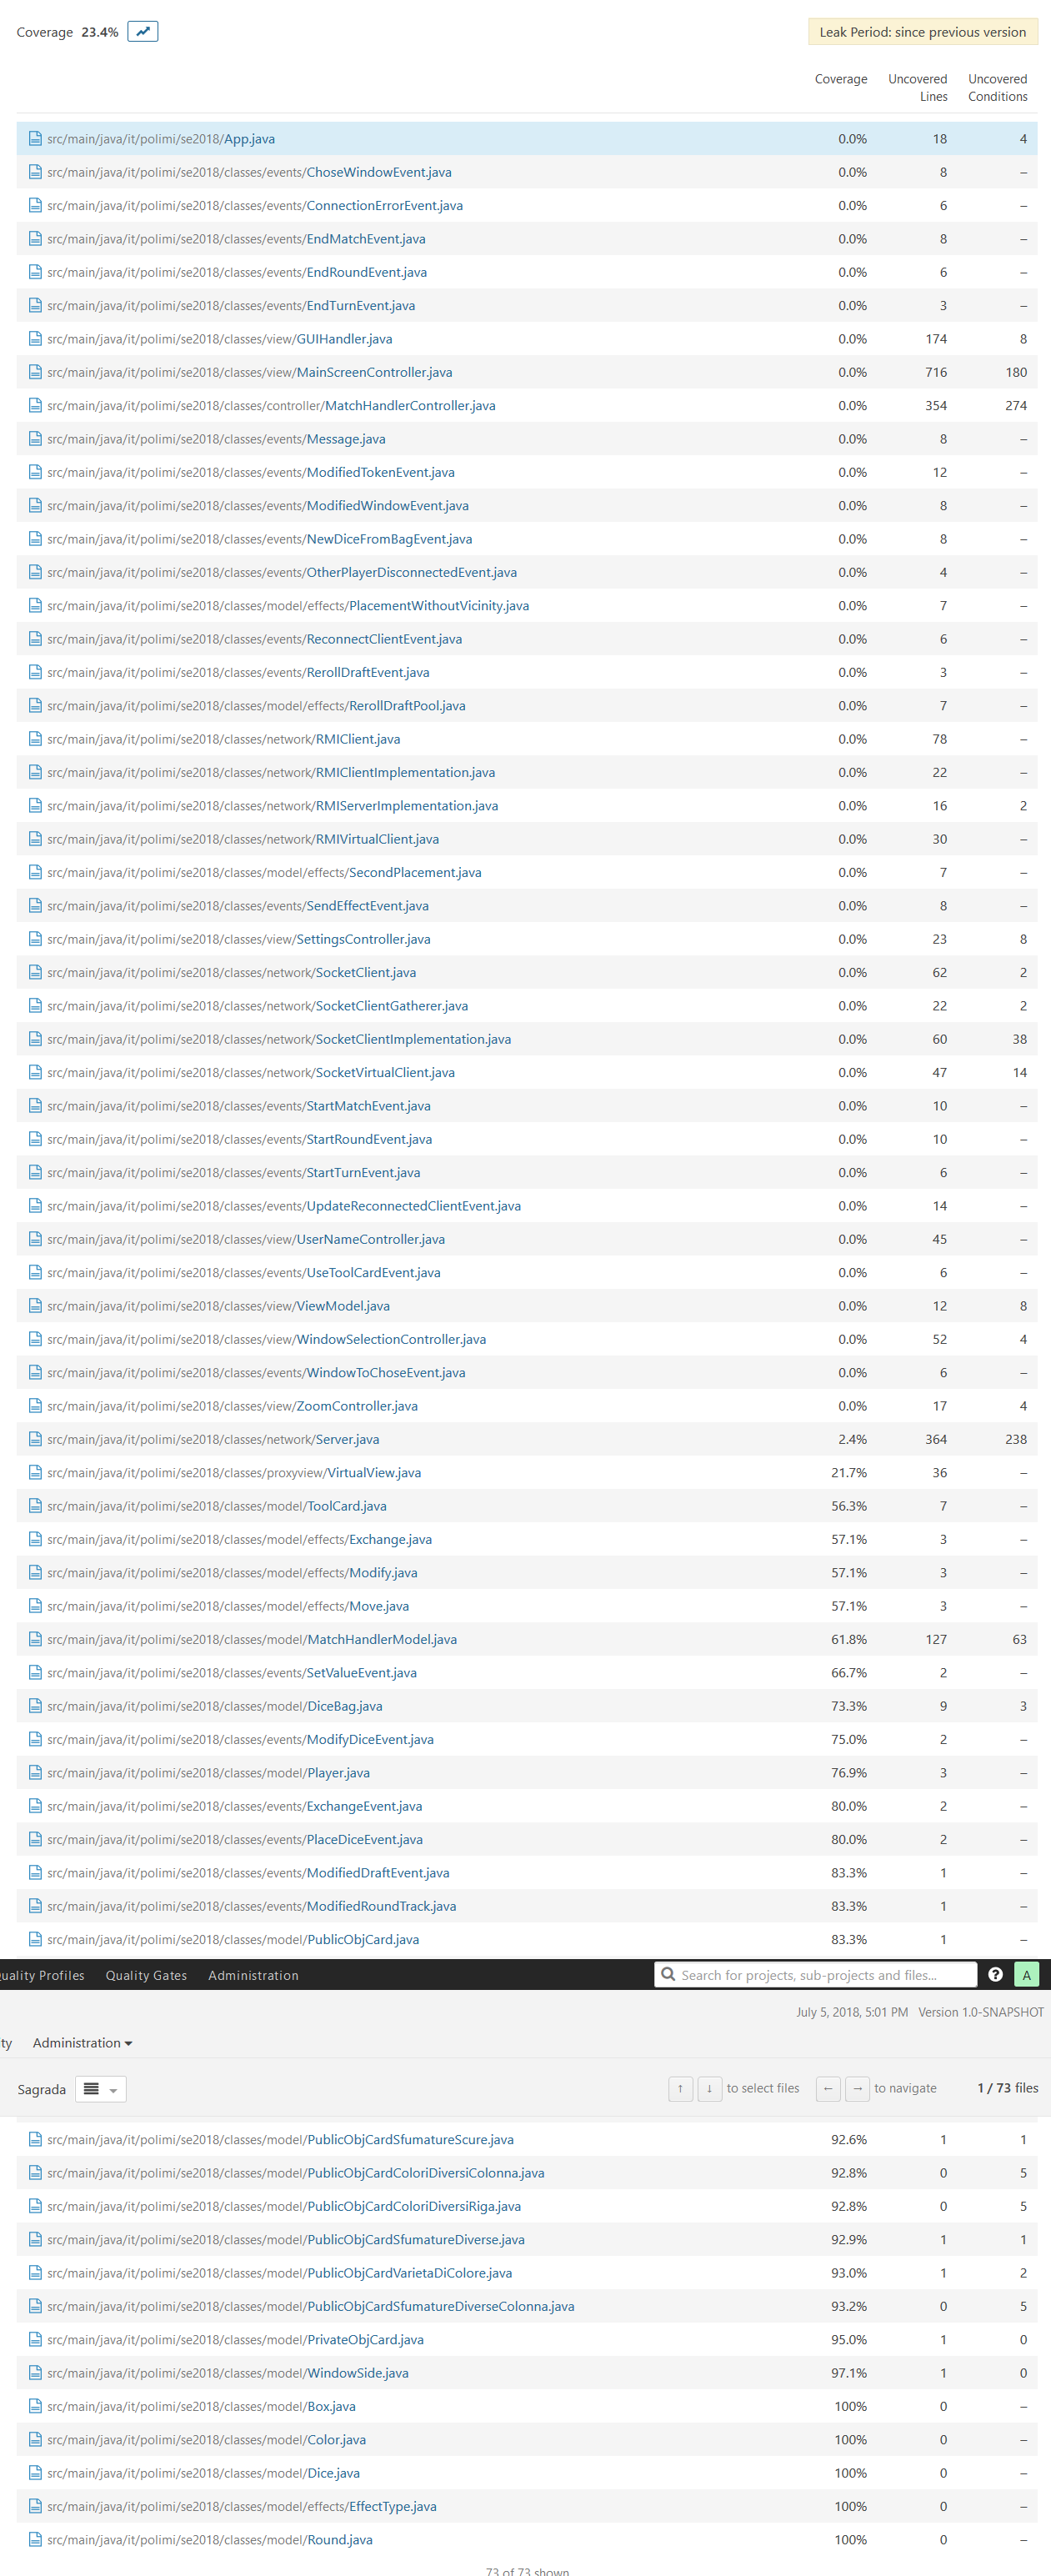 Coverage 23.4% Leak Period: since previous version
Coverage Uncovered Uncovered
Lines Conditions
src/main/java/it/polimi/se2018/App.java 0.0% 18 4
src/main/java/it/polimi/se2018/classes/events/ChoseWindowEvent.java 0.0% 8 –
src/main/java/it/polimi/se2018/classes/events/ConnectionErrorEvent.java 0.0% 6 –
src/main/java/it/polimi/se2018/classes/events/EndMatchEvent.java 0.0% 8 –
src/main/java/it/polimi/se2018/classes/events/EndRoundEvent.java 0.0% 6 –
src/main/java/it/polimi/se2018/classes/events/EndTurnEvent.java 0.0% 3 –
src/main/java/it/polimi/se2018/classes/view/GUIHandler.java 0.0% 174 8
src/main/java/it/polimi/se2018/classes/view/MainScreenController.java 0.0% 716 180
src/main/java/it/polimi/se2018/classes/controller/MatchHandlerController.java 0.0% 354 274
src/main/java/it/polimi/se2018/classes/events/Message.java 0.0% 8 –
src/main/java/it/polimi/se2018/classes/events/ModifiedTokenEvent.java 0.0% 12 –
src/main/java/it/polimi/se2018/classes/events/ModifiedWindowEvent.java 0.0% 8 –
src/main/java/it/polimi/se2018/classes/events/NewDiceFromBagEvent.java 0.0% 8 –
src/main/java/it/polimi/se2018/classes/events/OtherPlayerDisconnectedEvent.java 0.0% 4 –
src/main/java/it/polimi/se2018/classes/model/effects/PlacementWithoutVicinity.java 0.0% 7 –
src/main/java/it/polimi/se2018/classes/events/ReconnectClientEvent.java 0.0% 6 –
src/main/java/it/polimi/se2018/classes/events/RerollDraftEvent.java 0.0% 3 –
src/main/java/it/polimi/se2018/classes/model/effects/RerollDraftPool.java 0.0% 7 –
src/main/java/it/polimi/se2018/classes/network/RMIClient.java 0.0% 78 –
src/main/java/it/polimi/se2018/classes/network/RMIClientImplementation.java 0.0% 22 –
src/main/java/it/polimi/se2018/classes/network/RMIServerImplementation.java 0.0% 16 2
src/main/java/it/polimi/se2018/classes/network/RMIVirtualClient.java 0.0% 30 –
src/main/java/it/polimi/se2018/classes/model/effects/SecondPlacement.java 0.0% 7 –
src/main/java/it/polimi/se2018/classes/events/SendEffectEvent.java 0.0% 8 –
src/main/java/it/polimi/se2018/classes/view/SettingsController.java 0.0% 23 8
src/main/java/it/polimi/se2018/classes/network/SocketClient.java 0.0% 62 2
src/main/java/it/polimi/se2018/classes/network/SocketClientGatherer.java 0.0% 22 2
src/main/java/it/polimi/se2018/classes/network/SocketClientImplementation.java 0.0% 60 38
src/main/java/it/polimi/se2018/classes/network/SocketVirtualClient.java 0.0% 47 14
src/main/java/it/polimi/se2018/classes/events/StartMatchEvent.java 0.0% 10 –
src/main/java/it/polimi/se2018/classes/events/StartRoundEvent.java 0.0% 10 –
src/main/java/it/polimi/se2018/classes/events/StartTurnEvent.java 0.0% 6 –
src/main/java/it/polimi/se2018/classes/events/UpdateReconnectedClientEvent.java 0.0% 14 –
src/main/java/it/polimi/se2018/classes/view/UserNameController.java 0.0% 45 –
src/main/java/it/polimi/se2018/classes/events/UseToolCardEvent.java 0.0% 6 –
src/main/java/it/polimi/se2018/classes/view/ViewModel.java 0.0% 12 8
src/main/java/it/polimi/se2018/classes/view/WindowSelectionController.java 0.0% 52 4
src/main/java/it/polimi/se2018/classes/events/WindowToChoseEvent.java 0.0% 6 –
src/main/java/it/polimi/se2018/classes/view/ZoomController.java 0.0% 17 4
src/main/java/it/polimi/se2018/classes/network/Server.java 2.4% 364 238
src/main/java/it/polimi/se2018/classes/proxyview/VirtualView.java 21.7% 36 –
src/main/java/it/polimi/se2018/classes/model/ToolCard.java 56.3% 7 –
src/main/java/it/polimi/se2018/classes/model/effects/Exchange.java 57.1% 3 –
src/main/java/it/polimi/se2018/classes/model/effects/Modify.java 57.1% 3 –
src/main/java/it/polimi/se2018/classes/model/effects/Move.java 57.1% 3 –
src/main/java/it/polimi/se2018/classes/model/MatchHandlerModel.java 61.8% 127 63
src/main/java/it/polimi/se2018/classes/events/SetValueEvent.java 66.7% 2 –
src/main/java/it/polimi/se2018/classes/model/DiceBag.java 73.3% 9 3
src/main/java/it/polimi/se2018/classes/events/ModifyDiceEvent.java 75.0% 2 –
src/main/java/it/polimi/se2018/classes/model/Player.java 76.9% 3 –
src/main/java/it/polimi/se2018/classes/events/ExchangeEvent.java 80.0% 2 –
src/main/java/it/polimi/se2018/classes/events/PlaceDiceEvent.java 80.0% 2 –
src/main/java/it/polimi/se2018/classes/events/ModifiedDraftEvent.java 83.3% 1 –
src/main/java/it/polimi/se2018/classes/events/ModifiedRoundTrack.java 83.3% 1 –
src/main/java/it/polimi/se2018/classes/model/PublicObjCard.java 83.3% 1 –
uality Profiles Quality Gates Administration Search for projects, sub-projects and files... ? A
July 5, 2018, 5:01 PM Version 1.0-SNAPSHOT
ty Administration
Sagrada ↑ ↓ to select files ← → to navigate 1 / 73 files
src/main/java/it/polimi/se2018/classes/model/PublicObjCardSfumatureScure.java 92.6% 1 1
src/main/java/it/polimi/se2018/classes/model/PublicObjCardColoriDiversiColonna.java 92.8% 0 5
src/main/java/it/polimi/se2018/classes/model/PublicObjCardColoriDiversiRiga.java 92.8% 0 5
src/main/java/it/polimi/se2018/classes/model/PublicObjCardSfumatureDiverse.java 92.9% 1 1
src/main/java/it/polimi/se2018/classes/model/PublicObjCardVarietaDiColore.java 93.0% 1 2
src/main/java/it/polimi/se2018/classes/model/PublicObjCardSfumatureDiverseColonna.java 93.2% 0 5
src/main/java/it/polimi/se2018/classes/model/PrivateObjCard.java 95.0% 1 0
src/main/java/it/polimi/se2018/classes/model/WindowSide.java 97.1% 1 0
src/main/java/it/polimi/se2018/classes/model/Box.java 100% 0 –
src/main/java/it/polimi/se2018/classes/model/Color.java 100% 0 –
src/main/java/it/polimi/se2018/classes/model/Dice.java 100% 0 –
src/main/java/it/polimi/se2018/classes/model/effects/EffectType.java 100% 0 –
src/main/java/it/polimi/se2018/classes/model/Round.java 100% 0 –
73 of 73 shown